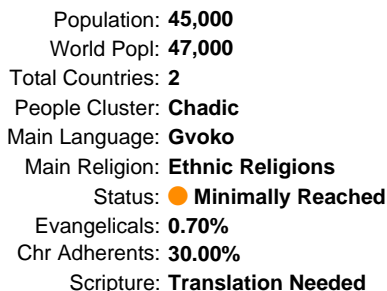 Population: 45,000
World Popl: 47,000
Total Countries: 2
People Cluster: Chadic
Main Language: Gvoko
Main Religion: Ethnic Religions
Status: Minimally Reached
Evangelicals: 0.70%
Chr Adherents: 30.00%
Scripture: Translation Needed